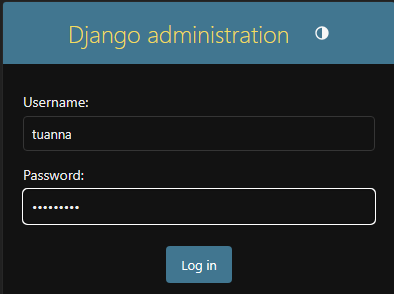 Django administration
Username:
tuanna
Password:
•••••••••
Log in